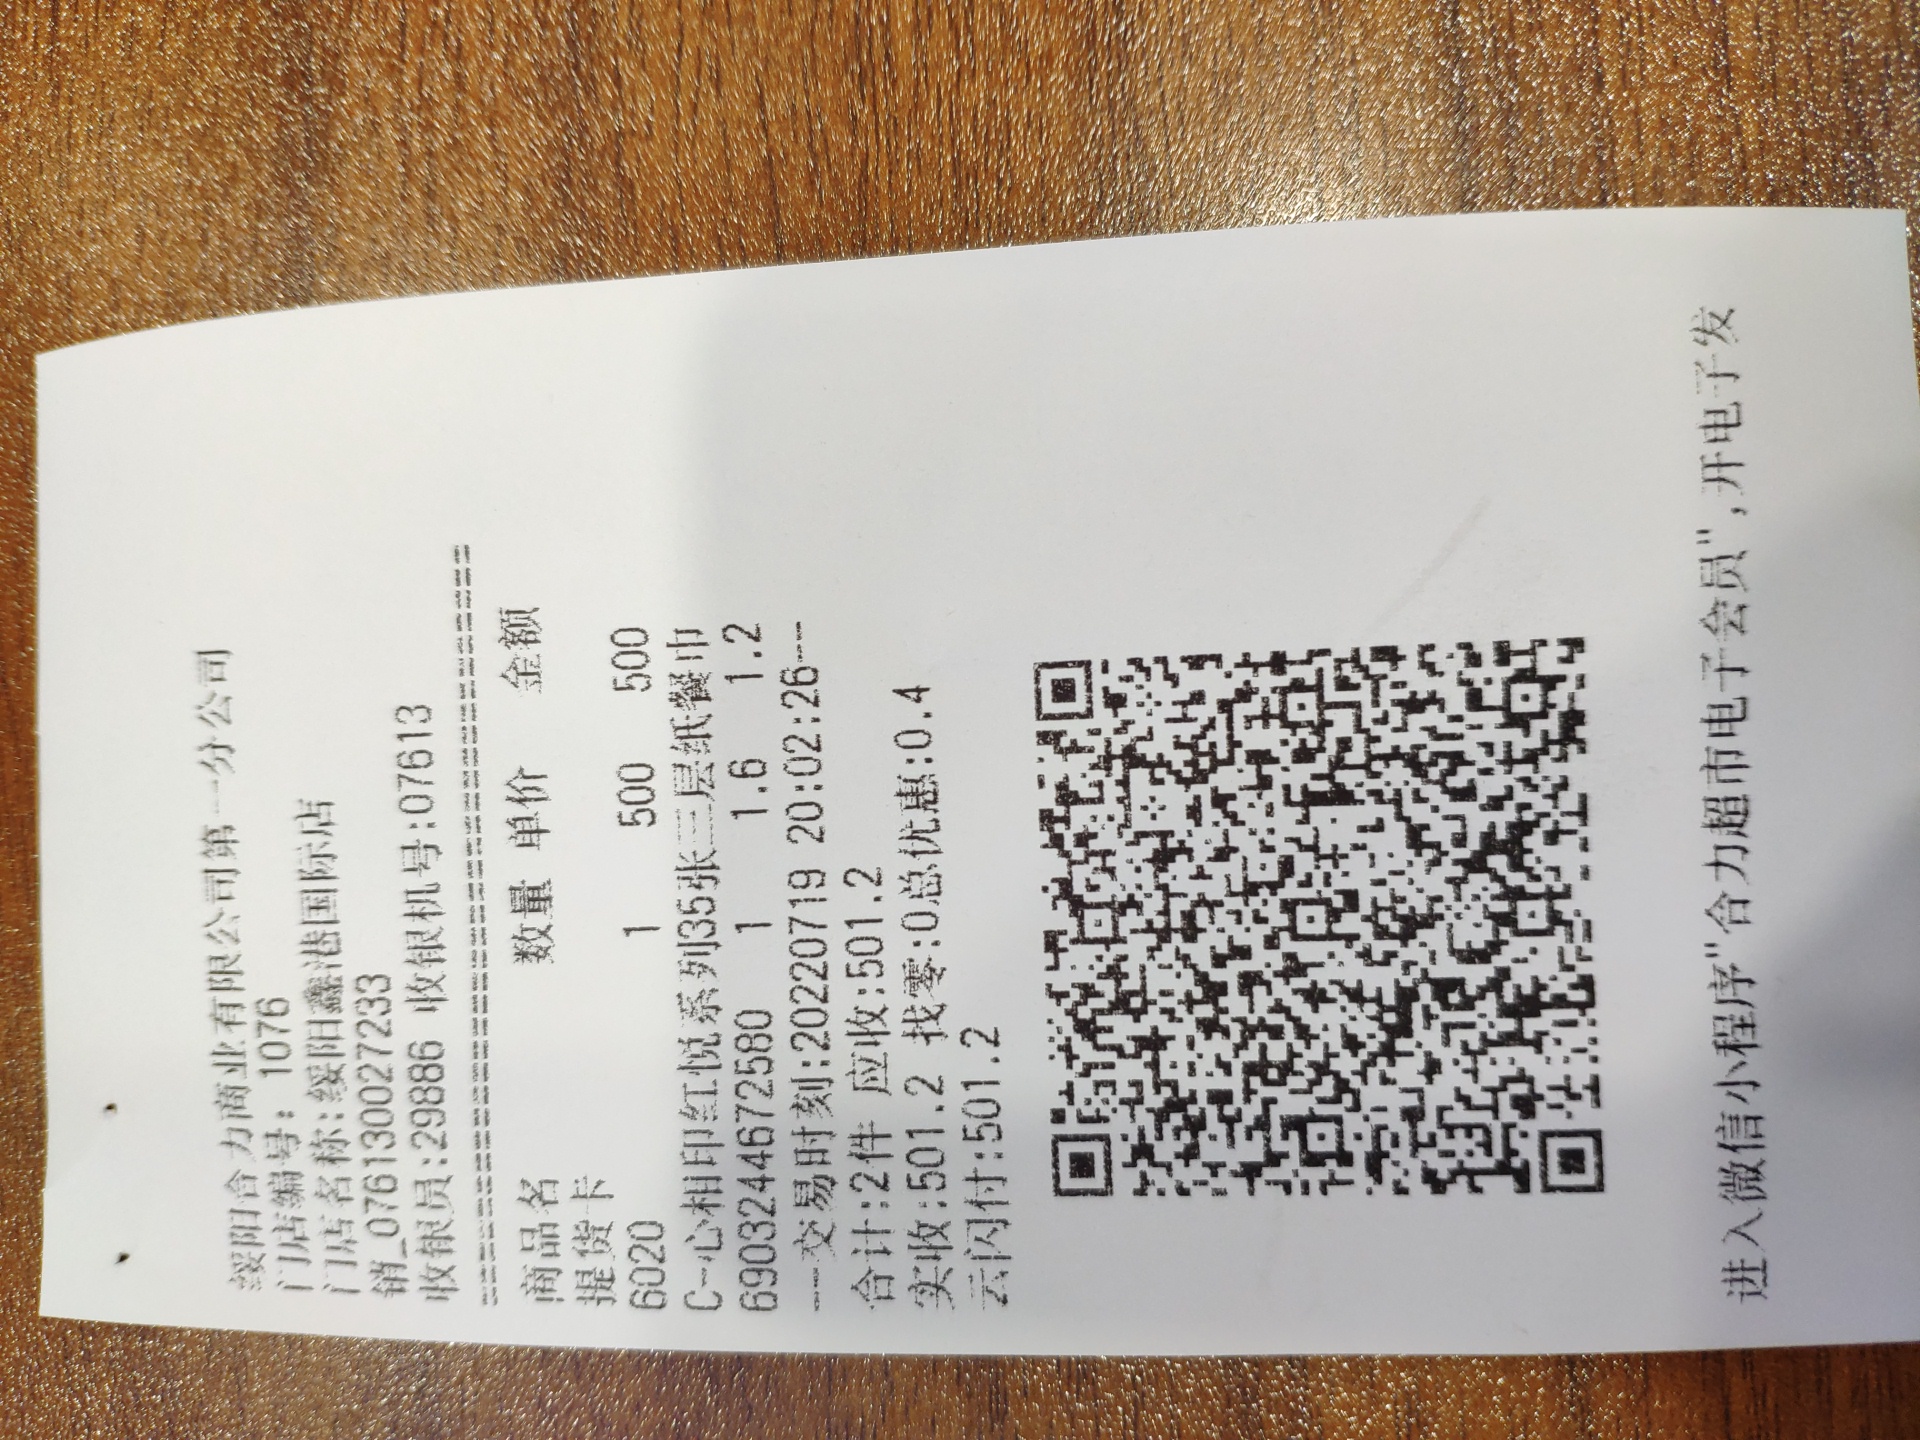 绥阳合力商业有限公司第一分公司
门店编号: 1076
门店名称:绥阳鑫港国际店
销_076130027233
收银员:29886 收银机号:07613
商品名 数量 单价 金额
提货卡
6020 1 500 500
C-心相印红悦系列35张三层纸餐巾
6903244672580 1 1.6 1.2
---交易时刻:20220719 20:02:26---
合计:2件 应收:501.2
实收:501.2 找零:0总优惠:0.4
云闪付:501.2
进入微信小程序"合力超市电子会员",开电子发